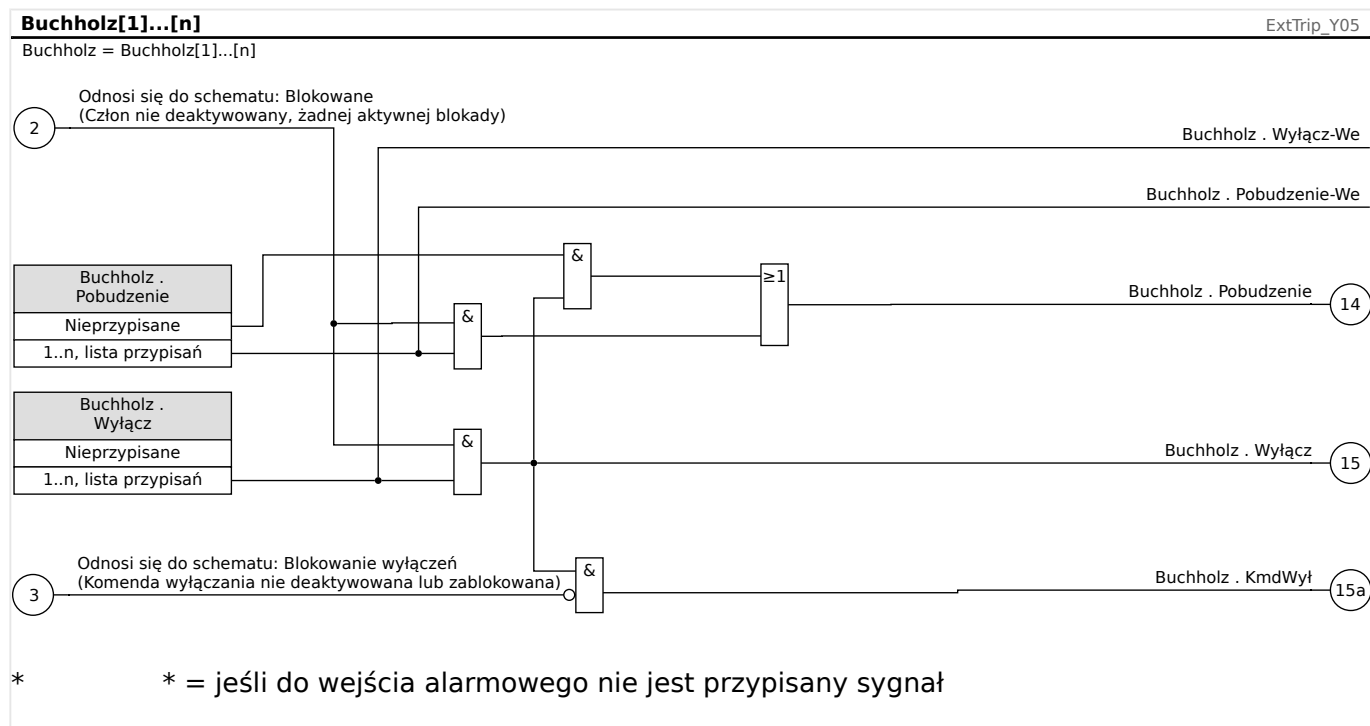 Buchholz[1]...[n]
ExtTrip_Y05
Buchholz = Buchholz[1]...[n]
Odnosi się do schematu: Blokowane
(Człon nie deaktywowany, żadnej aktywnej blokady)
2
Buchholz . Wyłącz-We
Buchholz . Pobudzenie-We
&
≥1
Buchholz .
Pobudzenie
Nieprzypisane
1..n, lista przypisań
&
Buchholz . Pobudzenie
14
Buchholz .
Wyłącz
Nieprzypisane
1..n, lista przypisań
&
Buchholz . Wyłącz
15
Odnosi się do schematu: Blokowanie wyłączeń
(Komenda wyłączania nie deaktywowana lub zablokowana)
3
&
Buchholz . KmdWył
15a
* * = jeśli do wejścia alarmowego nie jest przypisany sygnał